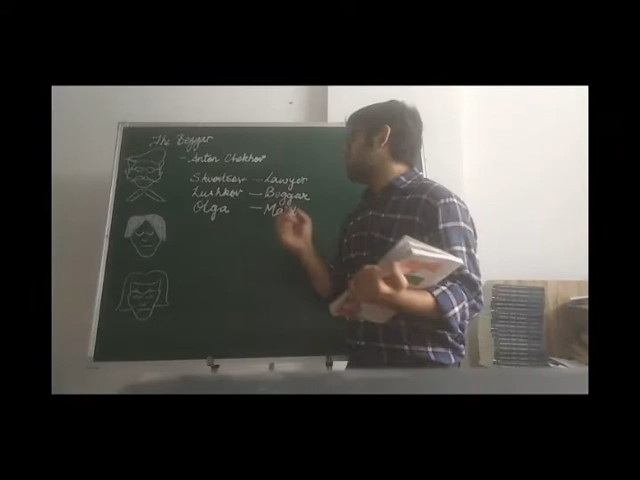 The Beggar
- Anton Chekhov
Skvortsov — Lawyer
Lushkov — Beggar
Olga —